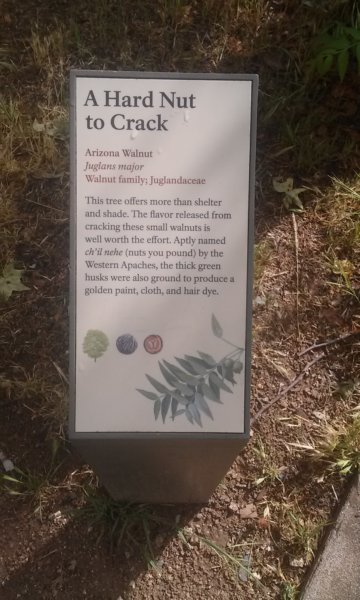 A Hard Nut
to Crack
Arizona Walnut
Juglans major
Walnut family; Juglandaceae
This tree offers more than shelter
and shade. The flavor released from
cracking these small walnuts is
well worth the effort. Aptly named
ch'il nehe (nuts you pound) by the
Western Apaches, the thick green
husks were also ground to produce a
golden paint, cloth, and hair dye.